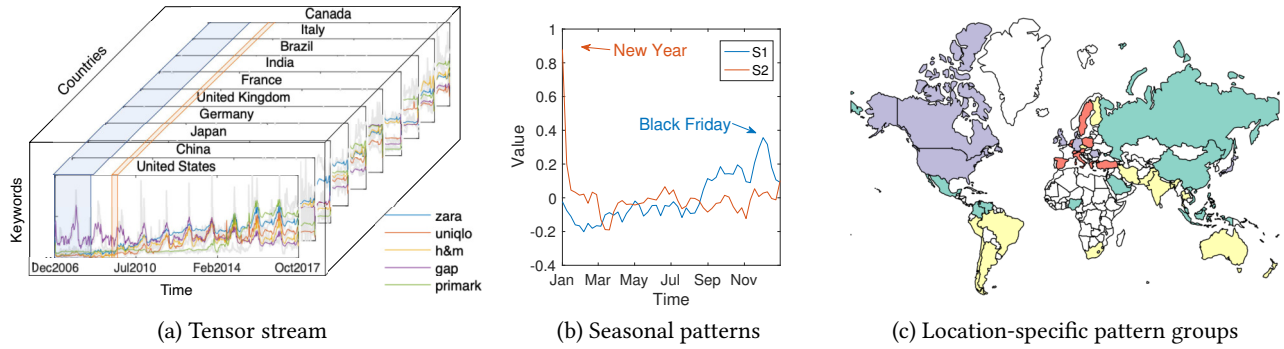 Canada
Italy
Brazil
India
France
United Kingdom
Germany
Japan
China
United States
Countries
Keywords
Dec2006 Jul2010 Feb2014 Oct2017
Time
zara
uniqlo
h&m
gap
primark
(a) Tensor stream
1
0.8
0.6
0.4
0.2
0
-0.2
-0.4
Value
New Year
S1
S2
Black Friday
Jan Mar May Jul Sep Nov
Time
(b) Seasonal patterns
(c) Location-specific pattern groups